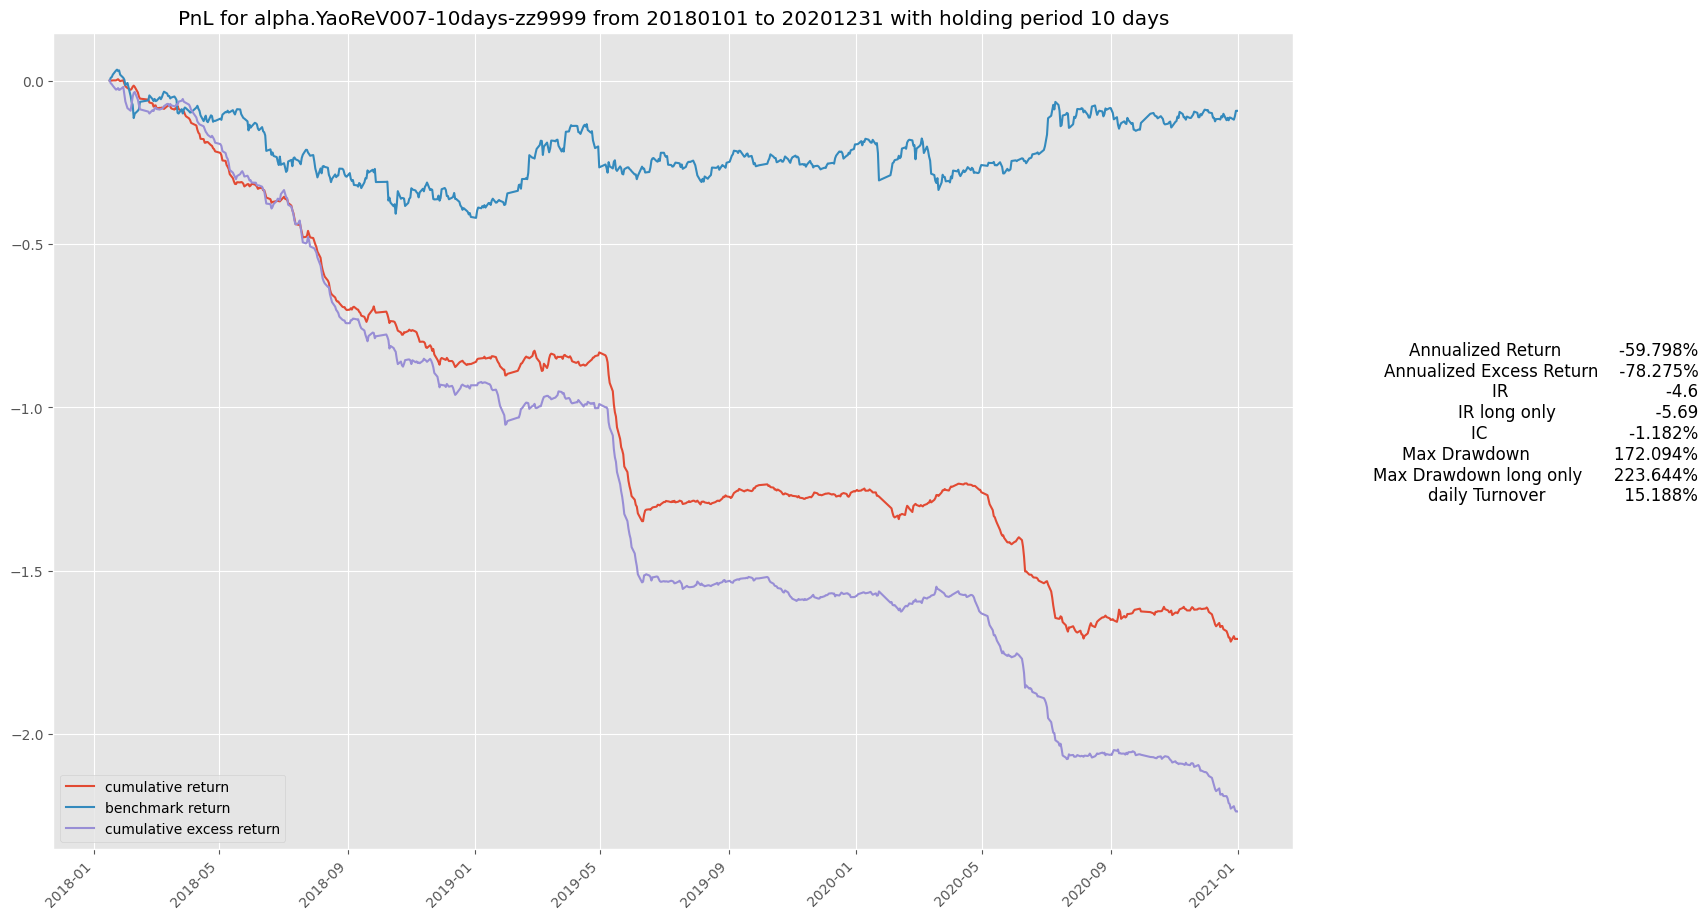 PnL for alpha.YaoReV007-10days-zz9999 from 20180101 to 20201231 with holding period 10 days
0.0
−0.5
−1.0
−1.5
−2.0
cumulative return
benchmark return
cumulative excess return
2018-01
2018-05
2018-09
2019-01
2019-05
2019-09
2020-01
2020-05
2020-09
2021-01
Annualized Return -59.798%
Annualized Excess Return -78.275%
IR -4.6
IR long only -5.69
IC -1.182%
Max Drawdown 172.094%
Max Drawdown long only 223.644%
daily Turnover 15.188%